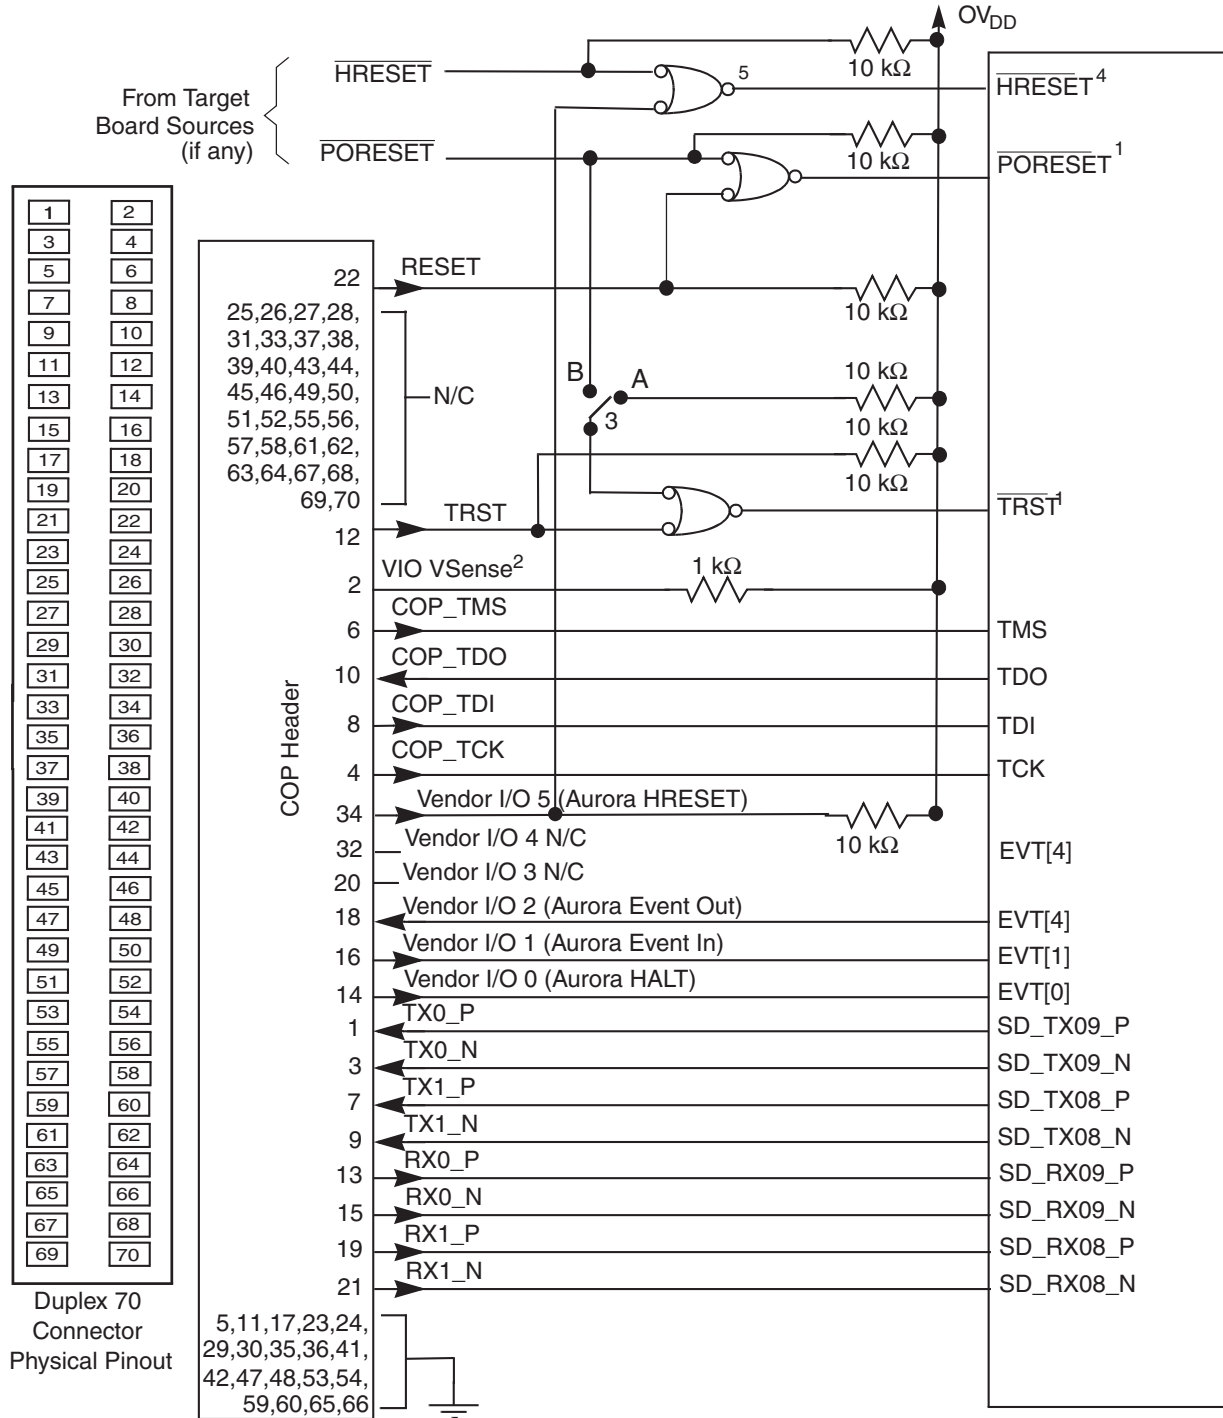 OVDD
10 kΩ
HRESET
5
HRESET4
From Target
Board Sources
(if any)
PORESET
10 kΩ
PORESET1
1 2
3 4
5 6
7 8
9 10
11 12
13 14
15 16
17 18
19 20
21 22
23 24
25 26
27 28
29 30
31 32
33 34
35 36
37 38
39 40
41 42
43 44
45 46
47 48
49 50
51 52
53 54
55 56
57 58
59 60
61 62
63 64
65 66
67 68
69 70
Duplex 70
Connector
Physical Pinout
COP Header
22
RESET
10 kΩ
25,26,27,28,
31,33,37,38,
39,40,43,44,
45,46,49,50,
51,52,55,56,
57,58,61,62,
63,64,67,68,
69,70
N/C
B
A
3
10 kΩ
10 kΩ
10 kΩ
12
TRST
TRST1
2
VIO VSense2
1 kΩ
6
COP_TMS
TMS
10
COP_TDO
TDO
8
COP_TDI
TDI
4
COP_TCK
TCK
34
Vendor I/O 5 (Aurora HRESET)
10 kΩ
32
Vendor I/O 4 N/C
EVT[4]
20
Vendor I/O 3 N/C
18
Vendor I/O 2 (Aurora Event Out)
EVT[4]
16
Vendor I/O 1 (Aurora Event In)
EVT[1]
14
Vendor I/O 0 (Aurora HALT)
EVT[0]
1
TX0_P
SD_TX09_P
3
TX0_N
SD_TX09_N
7
TX1_P
SD_TX08_P
9
TX1_N
SD_TX08_N
13
RX0_P
SD_RX09_P
15
RX0_N
SD_RX09_N
19
RX1_P
SD_RX08_P
21
RX1_N
SD_RX08_N
5,11,17,23,24,
29,30,35,36,41,
42,47,48,53,54,
59,60,65,66